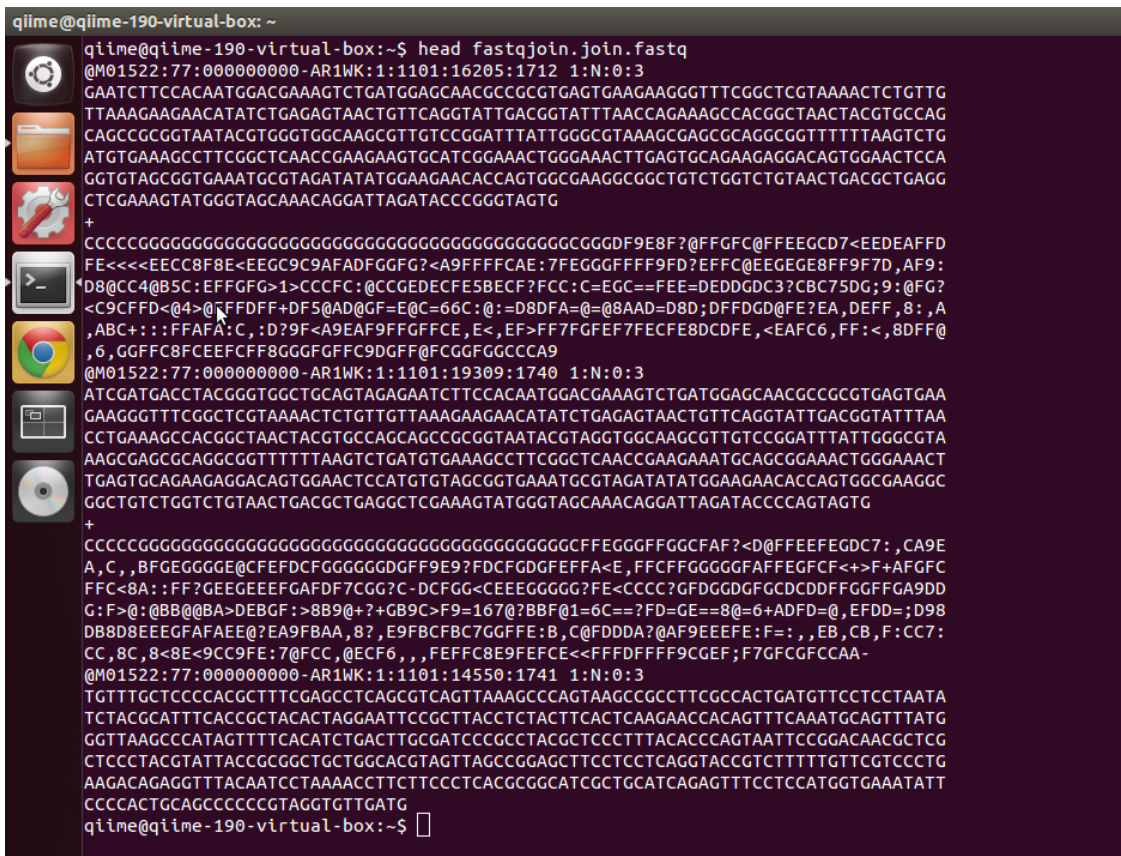 qiime@qiime-190-virtual-box: ~
qiime@qiime-190-virtual-box:~$ head fastqjoin.join.fastq
@M01522:77:000000000-AR1WK:1:1101:16205:1712 1:N:0:3
GAATCTTCCACAATGGACGAAAGTCTGATGGAGCAACGCCGCGTGAGTGAAGAAGGGTTTCGGCTCGTAAAACTCTGTTG
TTAAAGAAGAACATATCTGAGAGTAACTGTTCAGGTATTGACGGTATTTAACCAGAAAGCCACGGCTAACTACGTGCCAG
CAGCCGCGGTAATACGTGGGTGGCAAGCGTTGTCCGGATTTATTGGGCGTAAAGCGAGCGCAGGCGGTTTTTTAAGTCTG
ATGTGAAAGCCTTCGGCTCAACCGAAGAAGTGCATCGGAAACTGGGAAACTTGAGTGCAGAAGAGGACAGTGGAACTCCA
GGTGTAGCGGTGAAATGCGTAGATATATGGAAGAACACCAGTGGCGAAGGCGGCTGTCTGGTCTGTAACTGACGCTGAGG
CTCGAAAGTATGGGTAGCAAACAGGATTAGATACCCGGGTAGTG
+
CCCCCGGGGGGGGGGGGGGGGGGGGGGGGGGGGGGGGGGGGGGGGCGGGDF9E8F?@FFGFC@FFEEGCD7<EEDEAFFD
FE<<<<EECC8F8E<EEGC9C9AFADFGGFG?<A9FFFFCAE:7FEGGGFFFF9FD?EFFC@EEGEGE8FF9F7D,AF9:
D8@CC4@B5C:EFFGFG>1>CCCFC:@CCGEDECFE5BECF?FCC:C=EGC==FEE=DEDDGDC3?CBC75DG;9:@FG?
<C9CFFD<@4>@FFFDFF+DF5@AD@GF=E@C=66C:@:=D8DFA=@=@8AAD=D8D;DFFDGD@FE?EA,DEFF,8:,A
,ABC+:::FFAFA:C,:D?9F<A9EAF9FFGFFCE,E<,EF>FF7FGFEF7FECFE8DCDFE,<EAFC6,FF:<,8DFF@
,6,GGFFC8FCEEFCFF8GGGFGFFC9DGFF@FCGGFGGCCCA9
@M01522:77:000000000-AR1WK:1:1101:19309:1740 1:N:0:3
ATCGATGACCTACGGGTGGCTGCAGTAGAGAATCTTCCACAATGGACGAAAGTCTGATGGAGCAACGCCGCGTGAGTGAA
GAAGGGTTTCGGCTCGTAAAACTCTGTTGTTAAAGAAGAACATATCTGAGAGTAACTGTTCAGGTATTGACGGTATTTAA
CCTGAAAGCCACGGCTAACTACGTGCCAGCAGCCGCGGTAATACGTAGGTGGCAAGCGTTGTCCGGATTTATTGGGCGTA
AAGCGAGCGCAGGCGGTTTTTTAAGTCTGATGTGAAAGCCTTCGGCTCAACCGAAGAAATGCAGCGGAAACTGGGAAACT
TGAGTGCAGAAGAGGACAGTGGAACTCCATGTGTAGCGGTGAAATGCGTAGATATATGGAAGAACACCAGTGGCGAAGGC
GGCTGTCTGGTCTGTAACTGACGCTGAGGCTCGAAAGTATGGGTAGCAAACAGGATTAGATACCCCAGTAGTG
+
CCCCCGGGGGGGGGGGGGGGGGGGGGGGGGGGGGGGGGGGGGGGGCFFEGGGFFGGCFAF?<D@FFEEFEGDC7:,CA9E
A,C,,BFGEGGGGE@CFEFDCFGGGGGGDGFF9E9?FDCFGDGFEFFA<E,FFCFFGGGGGFAFFEGFCF<+>F+AFGFC
FFC<8A::FF?GEEGEEEFGAFDF7CGG?C-DCFGG<CEEEGGGGG?FE<CCCC?GFDGGDGFGCDCDDFFGGFFGA9DD
G:F>@:@BB@@BA>DEBGF:>8B9@+?+GB9C>F9=167@?BBF@1=6C==?FD=GE==8@=6+ADFD=@,EFDD=;D98
DB8D8EEEGFAFAEE@?EA9FBAA,8?,E9FBCFBC7GGFFE:B,C@FDDDA?@AF9EEEFE:F=:,,EB,CB,F:CC7:
CC,8C,8<8E<9CC9FE:7@FCC,@ECF6,,,FEFFC8E9FEFCE<<FFFDFFFF9CGEF;F7GFCGFCCAA-
@M01522:77:000000000-AR1WK:1:1101:14550:1741 1:N:0:3
TGTTTGCTCCCCACGCTTTCGAGCCTCAGCGTCAGTTAAAGCCCAGTAAGCCGCCTTCGCCACTGATGTTCCTCCTAATA
TCTACGCATTTCACCGCTACACTAGGAATTCCGCTTACCTCTACTTCACTCAAGAACCACAGTTTCAAATGCAGTTTATG
GGTTAAGCCCATAGTTTTCACATCTGACTTGCGATCCCGCCTACGCTCCCTTTACACCCAGTAATTCCGGACAACGCTCG
CTCCCTACGTATTACCGCGGCTGCTGGCACGTAGTTAGCCGGAGCTTCCTCCTCAGGTACCGTCTTTTTGTTCGTCCCTG
AAGACAGAGGTTTACAATCCTAAAACCTTCTTCCCTCACGCGGCATCGCTGCATCAGAGTTTCCTCCATGGTGAAATATT
CCCCACTGCAGCCCCCCGTAGGTGTTGATG
qiime@qiime-190-virtual-box:~$